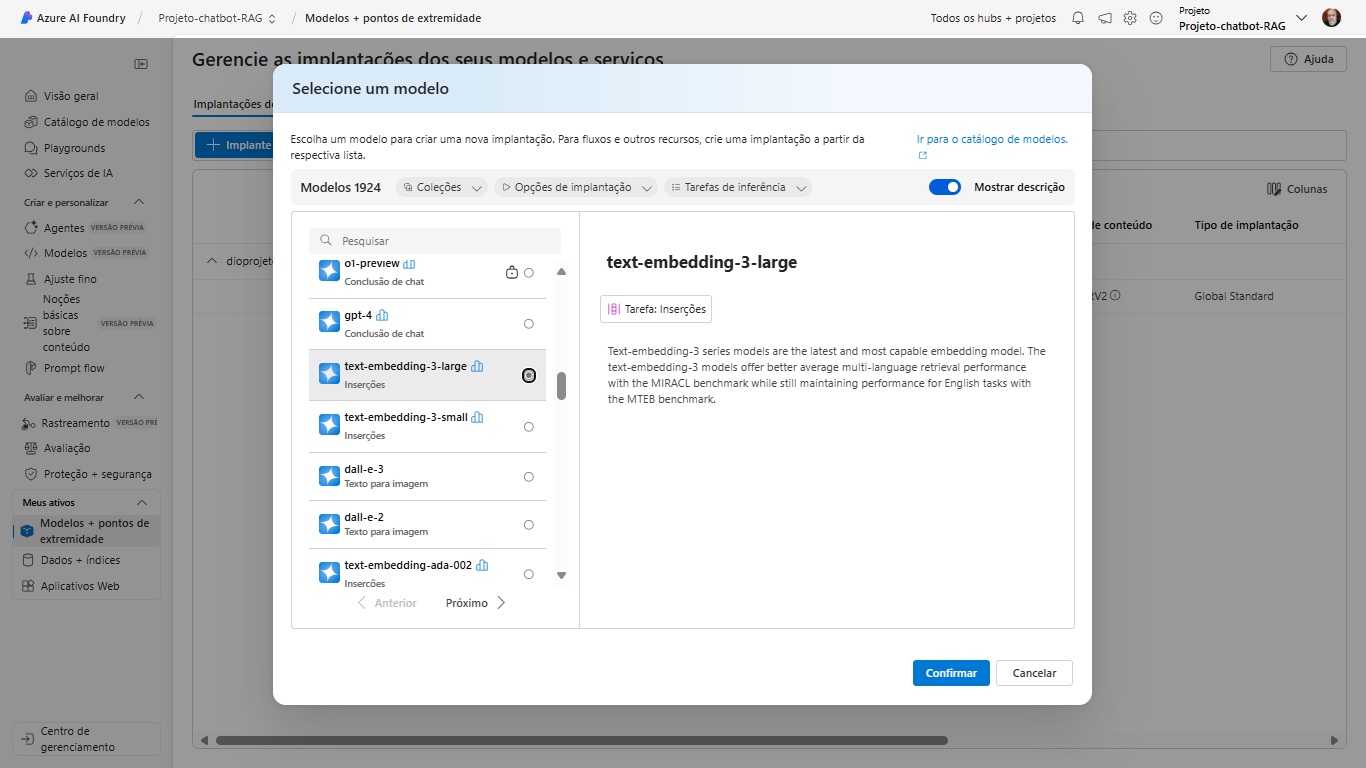 Azure AI Foundry / Projeto-chatbot-RAG / Modelos + pontos de extremidade
Todos os hubs + projetos
Projeto
Projeto-chatbot-RAG
Visão geral
Catálogo de modelos
Playgrounds
Serviços de IA
Criar e personalizar
Agentes VERSÃO PRÉVIA
Modelos VERSÃO PRÉVIA
Ajuste fino
Noções
básicas
sobre
conteúdo
VERSÃO PRÉVIA
Prompt flow
Avaliar e melhorar
Rastreamento VERSÃO PRÉ
Avaliação
Proteção + segurança
Meus ativos
Modelos + pontos de
extremidade
Dados + índices
Aplicativos Web
Centro de
gerenciamento
Gerencie as implantações dos seus modelos e serviços
Ajuda
Implantações de
Implante
Colunas
de conteúdo
Tipo de implantação
dioprojeto
tV2
Global Standard
Selecione um modelo
Escolha um modelo para criar uma nova implantação. Para fluxos e outros recursos, crie uma implantação a partir da
respectiva lista.
Ir para o catálogo de modelos.
Modelos 1924
Coleções
Opções de implantação
Tarefas de inferência
Mostrar descrição
Pesquisar
o1-preview
Conclusão de chat
gpt-4
Conclusão de chat
text-embedding-3-large
Inserções
text-embedding-3-small
Inserções
dall-e-3
Texto para imagem
dall-e-2
Texto para imagem
text-embedding-ada-002
Inserções
Anterior
Próximo
text-embedding-3-large
Tarefa: Inserções
Text-embedding-3 series models are the latest and most capable embedding model. The
text-embedding-3 models offer better average multi-language retrieval performance
with the MIRACL benchmark while still maintaining performance for English tasks with
the MTEB benchmark.
Confirmar
Cancelar